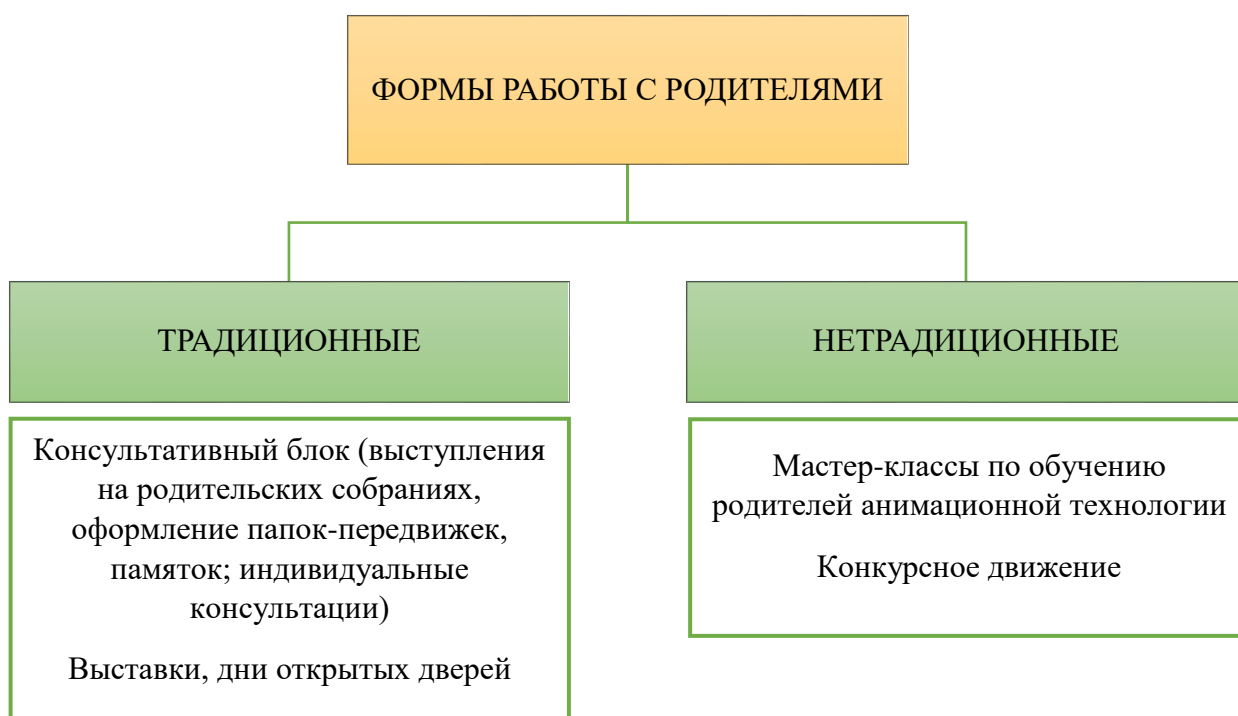 ФОРМЫ РАБОТЫ С РОДИТЕЛЯМИ
ТРАДИЦИОННЫЕ
Консультативный блок (выступления
на родительских собраниях,
оформление папок-передвижек,
памяток; индивидуальные
консультации)
Выставки, дни открытых дверей
НЕТРАДИЦИОННЫЕ
Мастер-классы по обучению
родителей анимационной технологии
Конкурсное движение